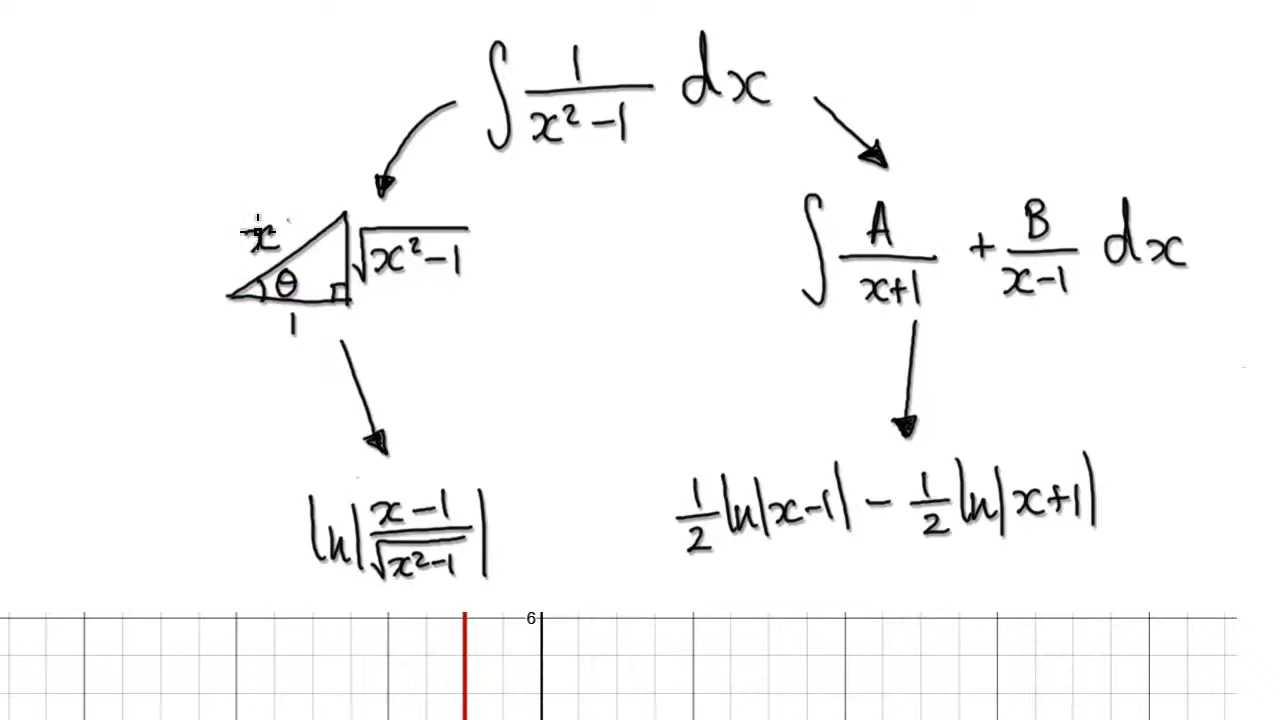 ∫ 1/(x²−1) dx
x θ 1 √(x²−1)
∫ A/(x+1) + B/(x−1) dx
ln|(x−1)/√(x²−1)|
½ ln|x−1| − ½ ln|x+1|
6